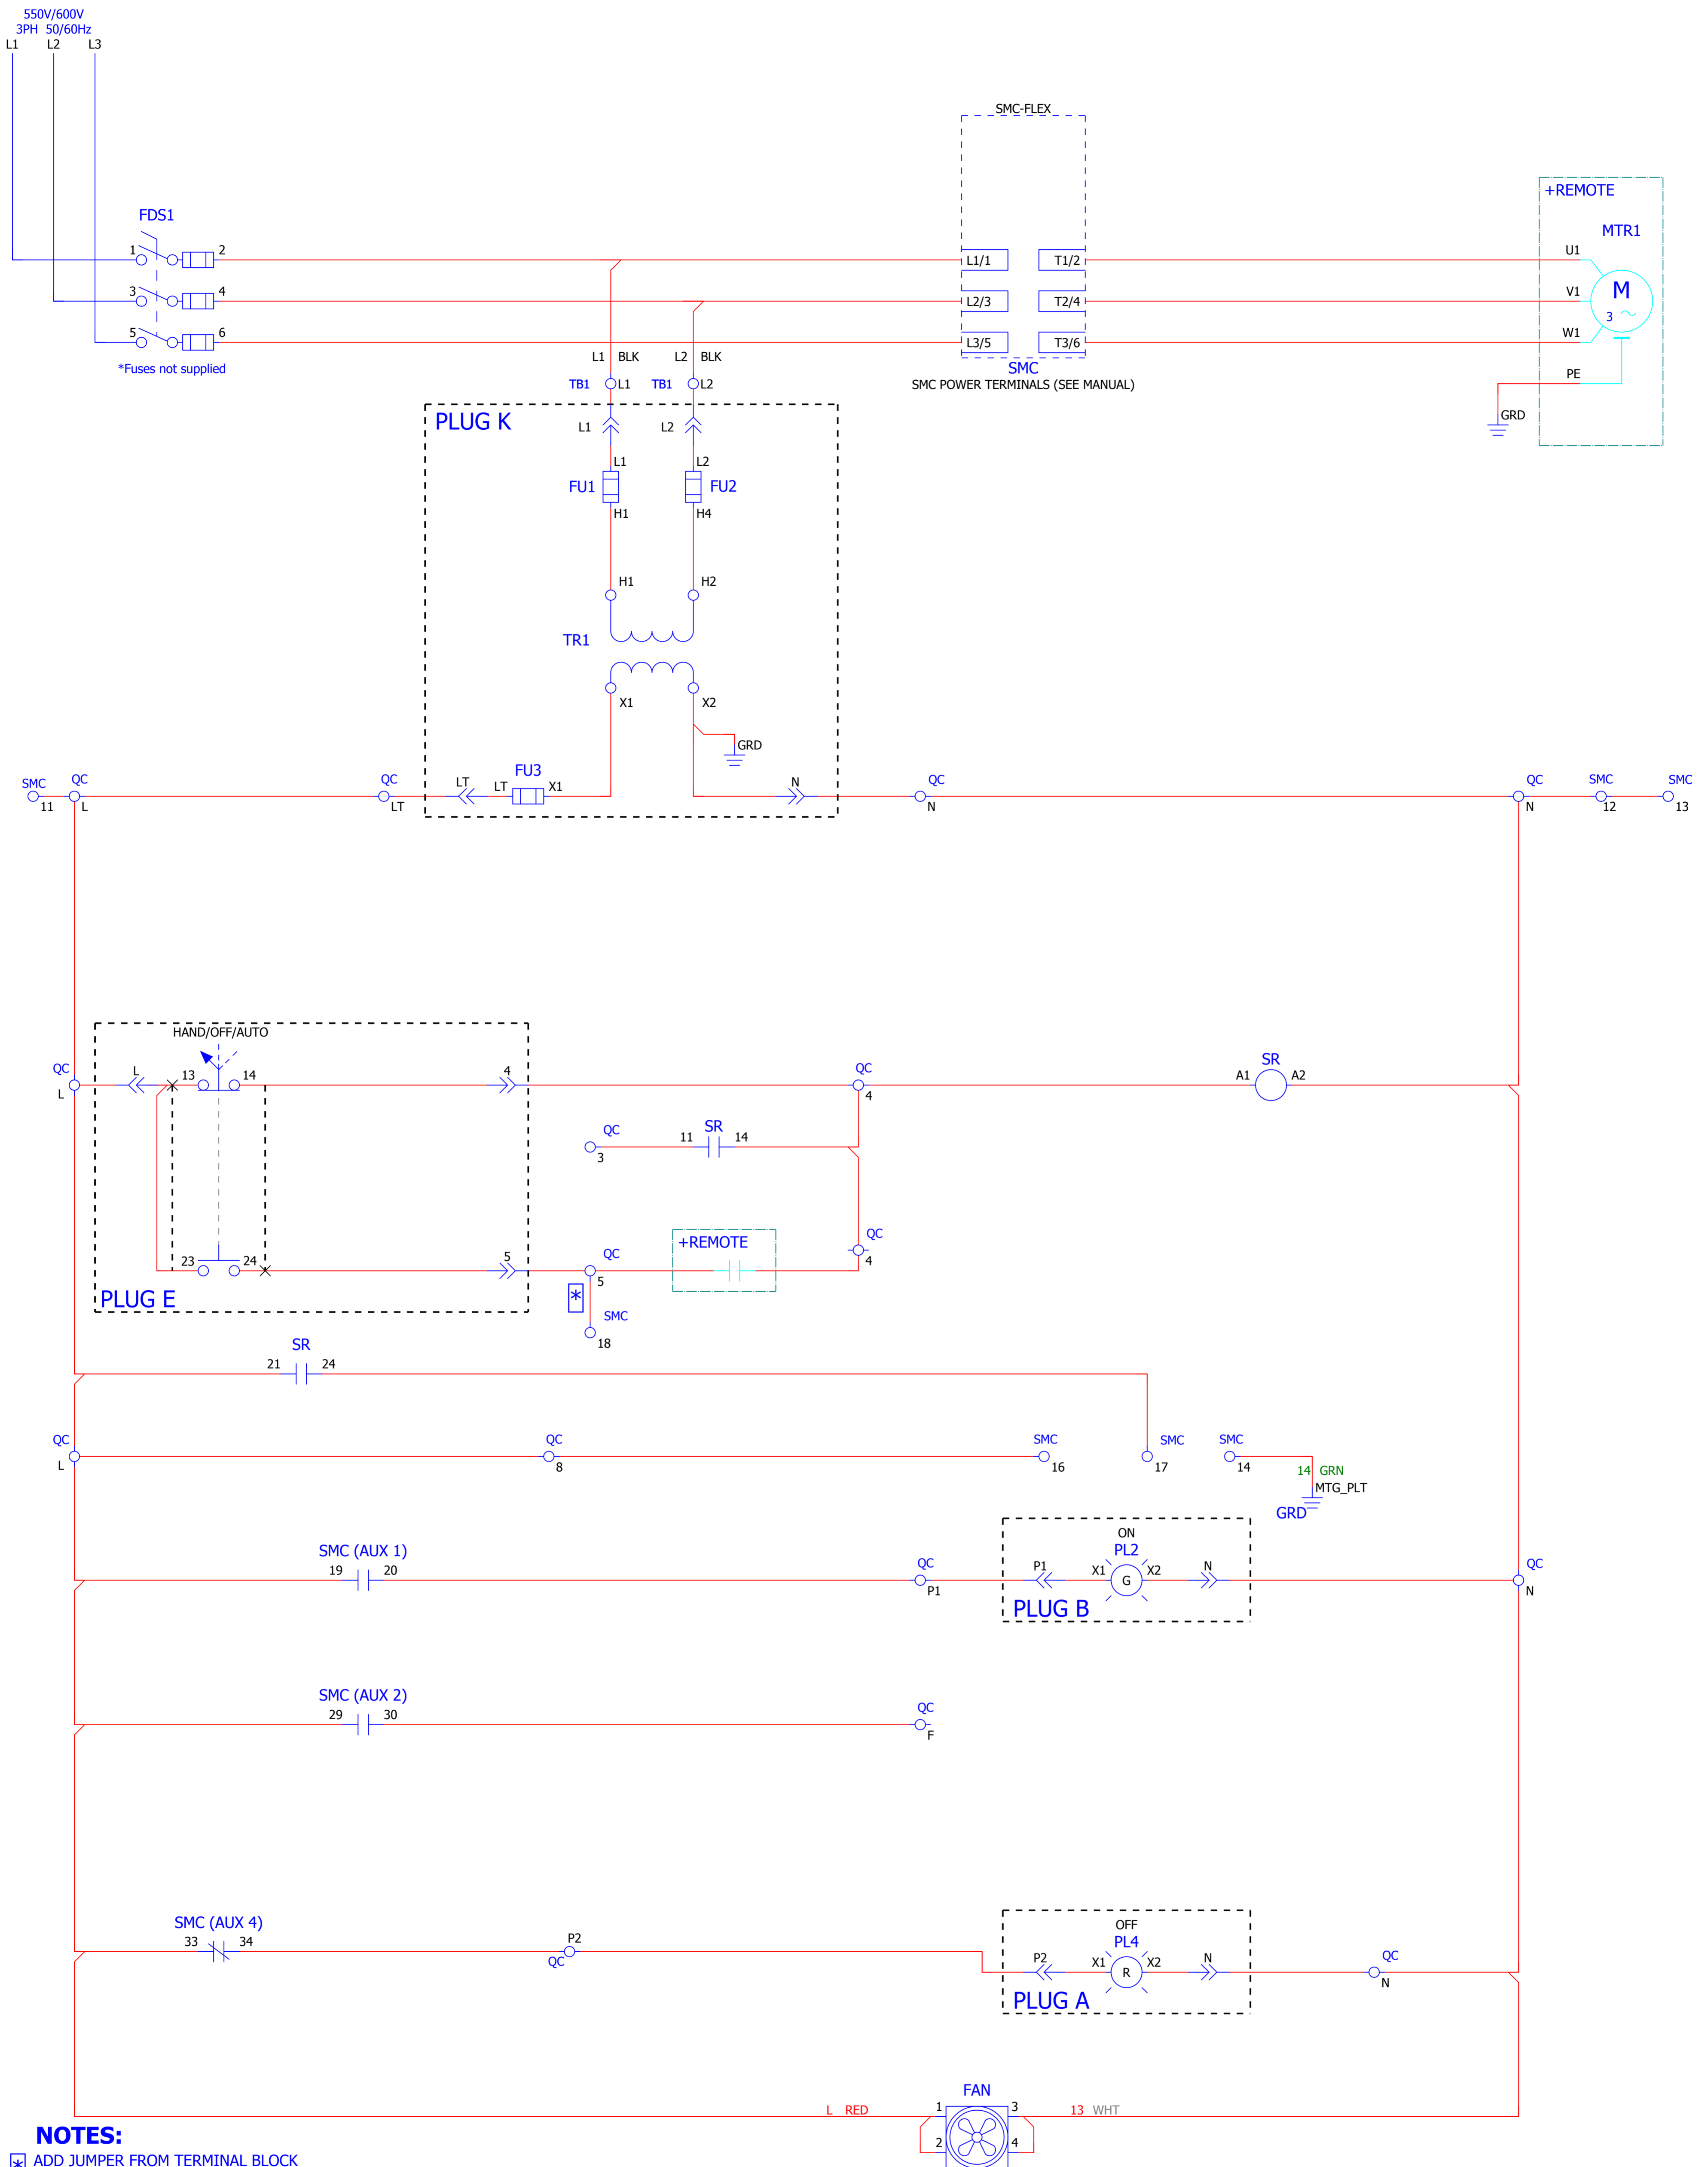 550V/600V
3PH 50/60Hz
L1 L2 L3
SMC-FLEX
+REMOTE
FDS1
MTR1
1 2 L1/1 T1/2 U1
3 4 L2/3 T2/4 V1
M
3
5 6 L3/5 T3/6 W1
*Fuses not supplied
L1 BLK L2 BLK
SMC
SMC POWER TERMINALS (SEE MANUAL)
PE
TB1 L1 TB1 L2
GRD
PLUG K
L1 L2
L1 L2
FU1 FU2
H1 H4
H1 H2
TR1
X1 X2
GRD
FU3
SMC QC QC LT LT X1 N QC QC SMC SMC
11 L LT N N 12 13
HAND/OFF/AUTO
QC L 13 14 4 QC SR
A1 A2
L 4
QC 11 SR 14
3
+REMOTE QC
23 24 5 QC 4
5
PLUG E
*
SMC
18
SR
21 24
QC QC SMC SMC SMC
L 8 16 17 14
14 GRN
MTG_PLT
GRD
ON
SMC (AUX 1) PL2
19 20 QC P1 X1 G X2 N QC
P1 N
PLUG B
SMC (AUX 2)
29 30 QC
F
OFF
SMC (AUX 4) PL4
33 34 P2 P2 X1 R X2 N QC
QC N
PLUG A
FAN
L RED 1 3 13 WHT
2 4
NOTES:
* ADD JUMPER FROM TERMINAL BLOCK